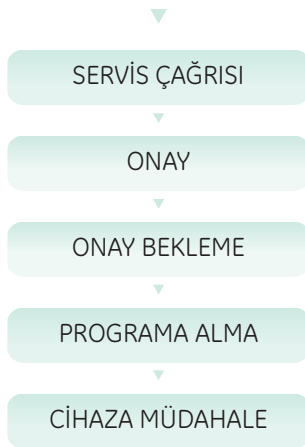 SERVİS ÇAĞRISI
ONAY
ONAY BEKLEME
PROGRAMA ALMA
CİHAZA MÜDAHALE